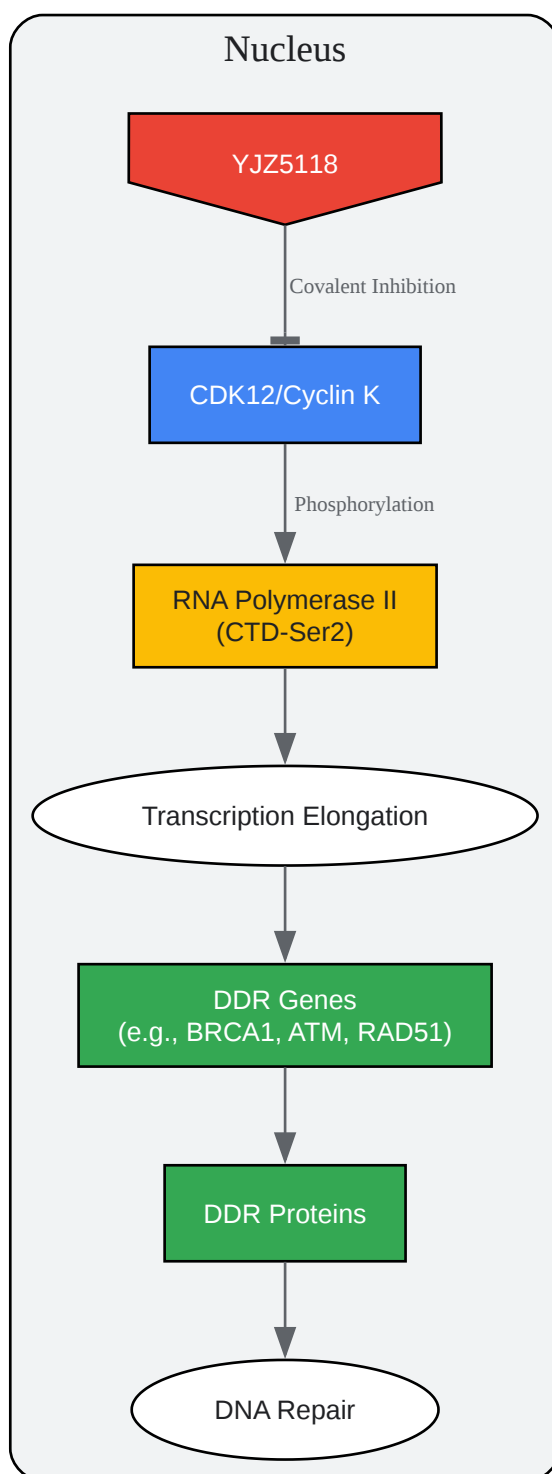 Nucleus
YJZ5118
Covalent Inhibition
CDK12/Cyclin K
Phosphorylation
RNA Polymerase II
(CTD-Ser2)
Transcription Elongation
DDR Genes
(e.g., BRCA1, ATM, RAD51)
DDR Proteins
DNA Repair